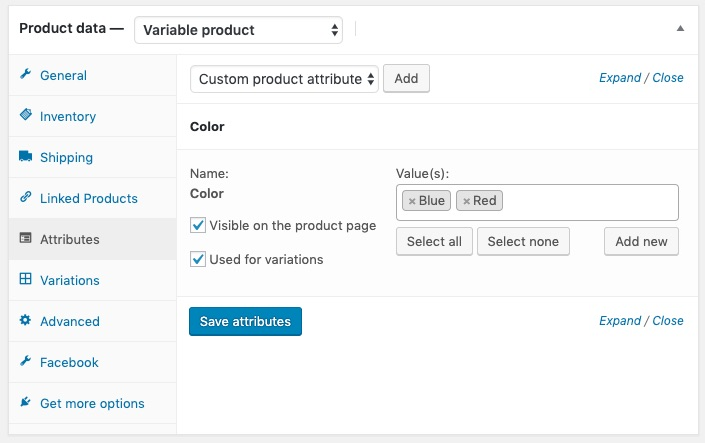 Product data — Variable product
General
Inventory
Shipping
Linked Products
Attributes
Variations
Advanced
Facebook
Get more options
Custom product attribute Add Expand / Close
Color
Name:
Color
Visible on the product page
Used for variations
Value(s):
× Blue × Red
Select all Select none Add new
Save attributes Expand / Close